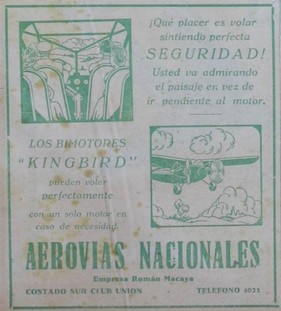 ¡Qué placer es volar
sintiendo perfecta
SEGURIDAD!
Usted va admirando
el paisaje en vez de
ir pendiente al motor.
LOS BIMOTORES
"KINGBIRD"
pueden volar
perfectamente
con un solo motor en
caso de necesidad.
AEROVIAS NACIONALES
Empresa Román Macaya
COSTADO SUR CLUB UNION TELEFONO 4021